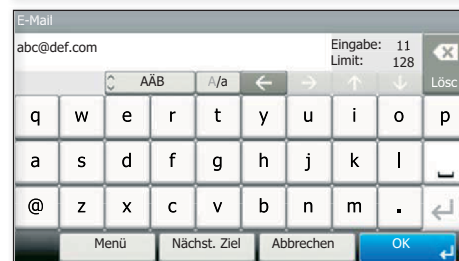 E-Mail
abc@def.com
Eingabe: 11
Limit: 128
AÄB A/a Lösc
q w e r t y u i o p
a s d f g h j k l
@ z x c v b n m .
Menü Nächst. Ziel Abbrechen OK